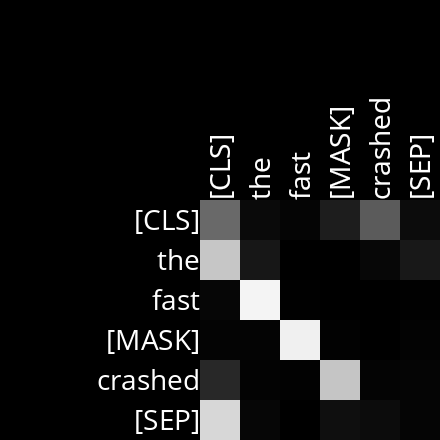 [CLS]
the
fast
[MASK]
crashed
[SEP]
[CLS]
the
fast
[MASK]
crashed
[SEP]